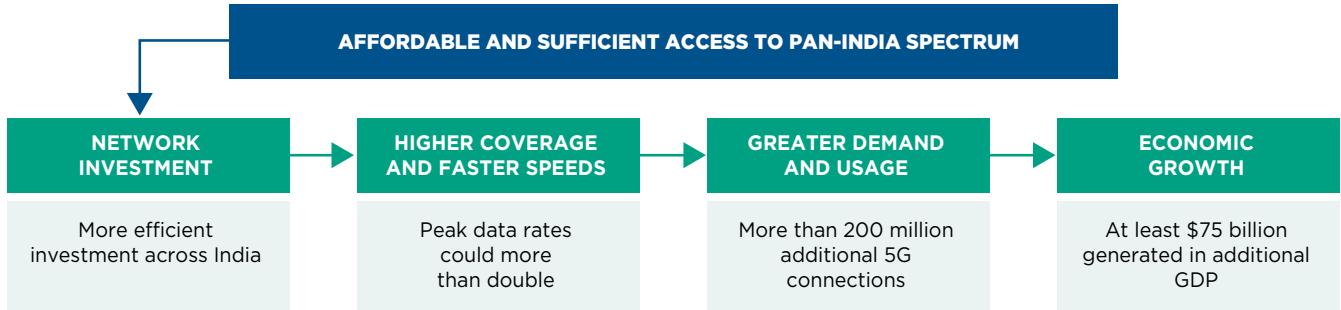 AFFORDABLE AND SUFFICIENT ACCESS TO PAN-INDIA SPECTRUM
NETWORK
INVESTMENT
More efficient
investment across India
HIGHER COVERAGE
AND FASTER SPEEDS
Peak data rates
could more
than double
GREATER DEMAND
AND USAGE
More than 200 million
additional 5G
connections
ECONOMIC
GROWTH
At least $75 billion
generated in additional
GDP